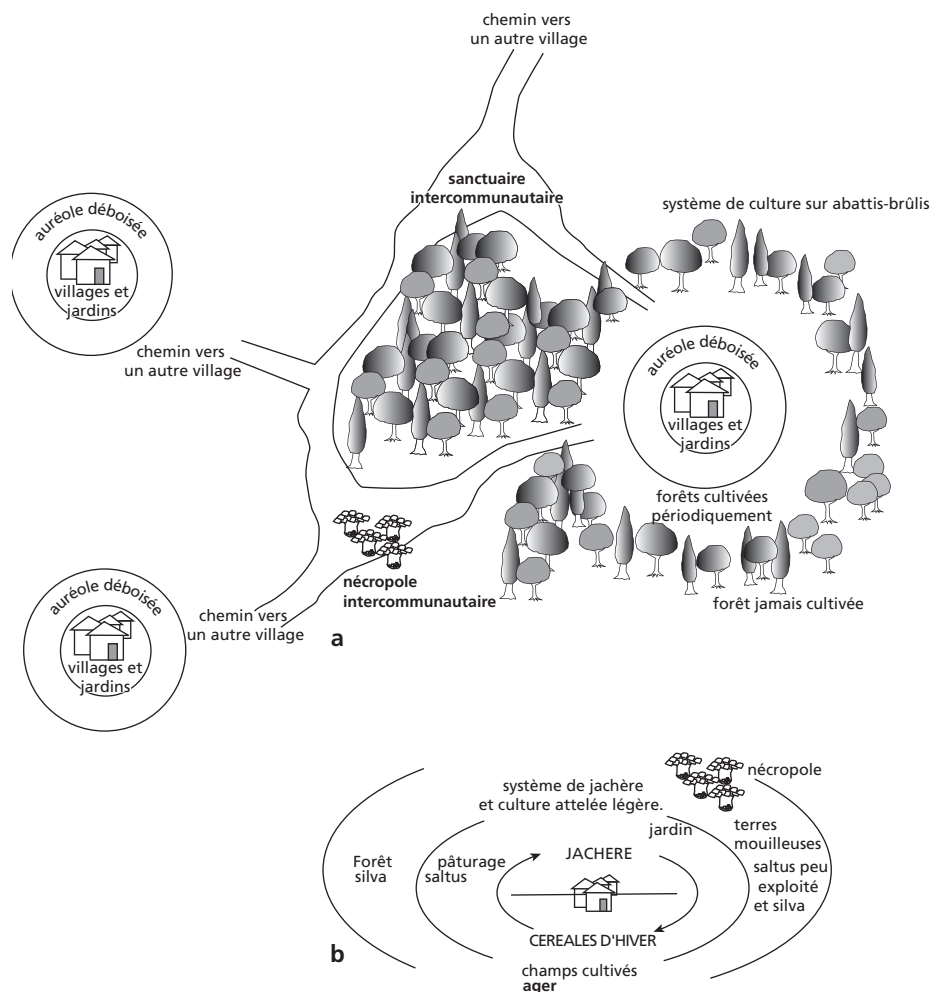 chemin vers
un autre village
sanctuaire
intercommunautaire
système de culture sur abattis-brûlis
auréole déboisée
villages et
jardins
chemin vers
un autre village
auréole déboisée
villages et
jardins
forêts cultivées
périodiquement
nécropole
intercommunautaire
forêt jamais cultivée
auréole déboisée
villages et
jardins
chemin vers
un autre village
a
nécropole
système de jachère
et culture attelée légère.
jardin
terres
mouilleuses
JACHERE
Forêt
silva
pâturage
saltus
saltus peu
exploité
et silva
CEREALES D'HIVER
b
champs cultivés
ager